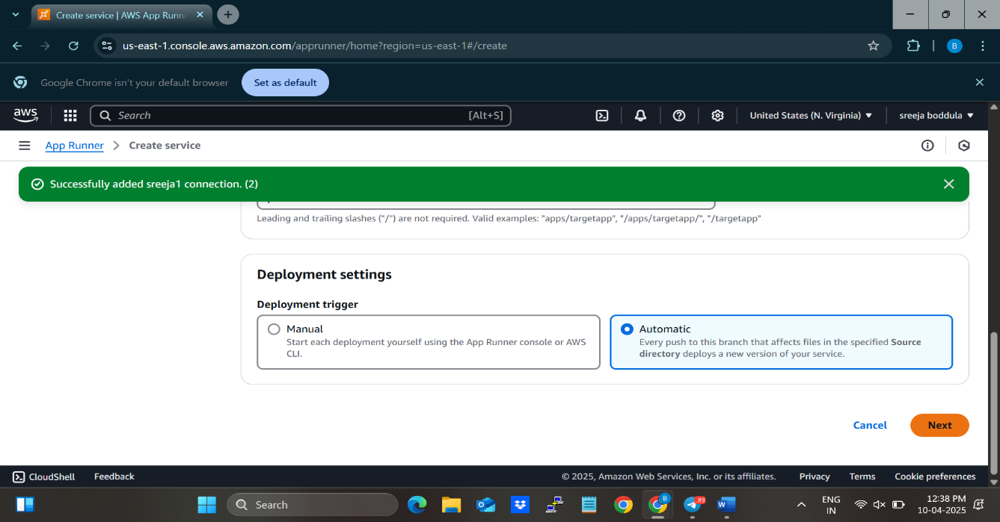 Create service | AWS App Runn
us-east-1.console.aws.amazon.com/apprunner/home?region=us-east-1#/create
B
Google Chrome isn't your default browser
Set as default
aws
Search
[Alt+S]
United States (N. Virginia)
sreeja boddula
App Runner
Create service
Successfully added sreeja1 connection. (2)
Leading and trailing slashes ("/") are not required. Valid examples: "apps/targetapp", "/apps/targetapp/", "/targetapp"
Deployment settings
Deployment trigger
Manual
Start each deployment yourself using the App Runner console or AWS
CLI.
Automatic
Every push to this branch that affects files in the specified Source
directory deploys a new version of your service.
Cancel
Next
CloudShell
Feedback
© 2025, Amazon Web Services, Inc. or its affiliates.
Privacy
Terms
Cookie preferences
Search
B
89
W
ENG
IN
12:38 PM
10-04-2025